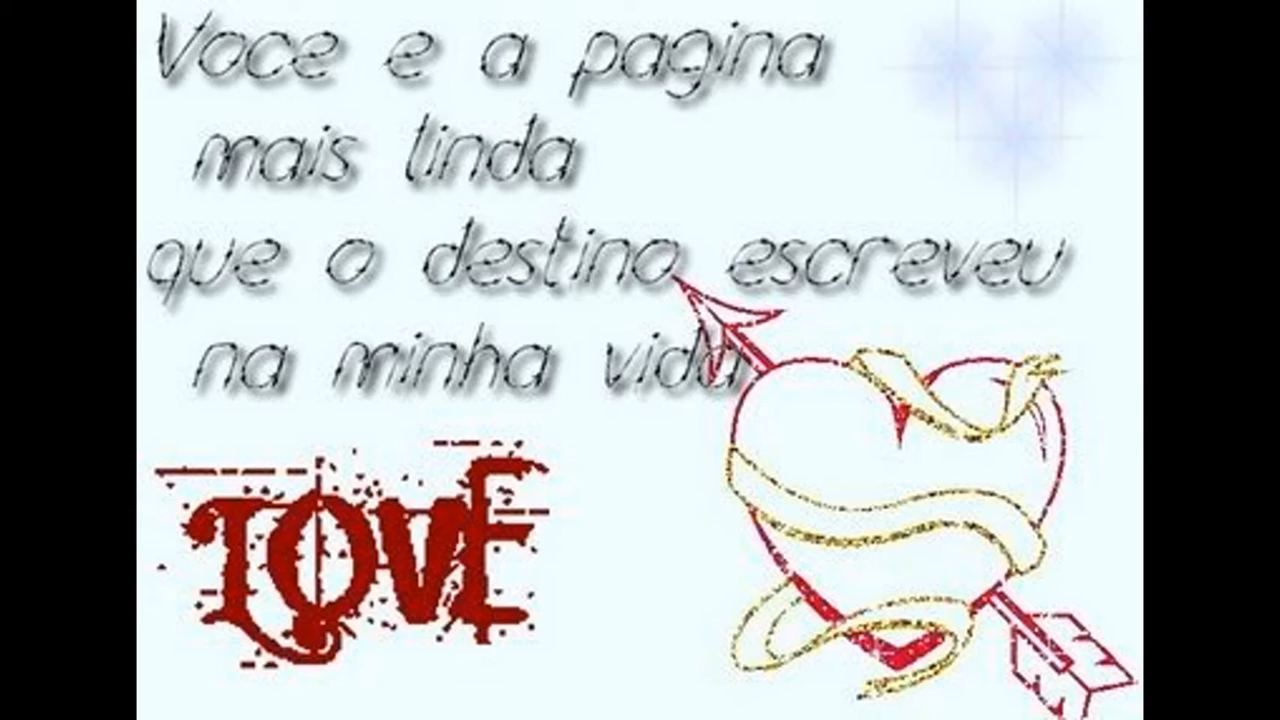 Voce e a pagina
mais linda
que o destino escreveu
na minha vida
LOVE